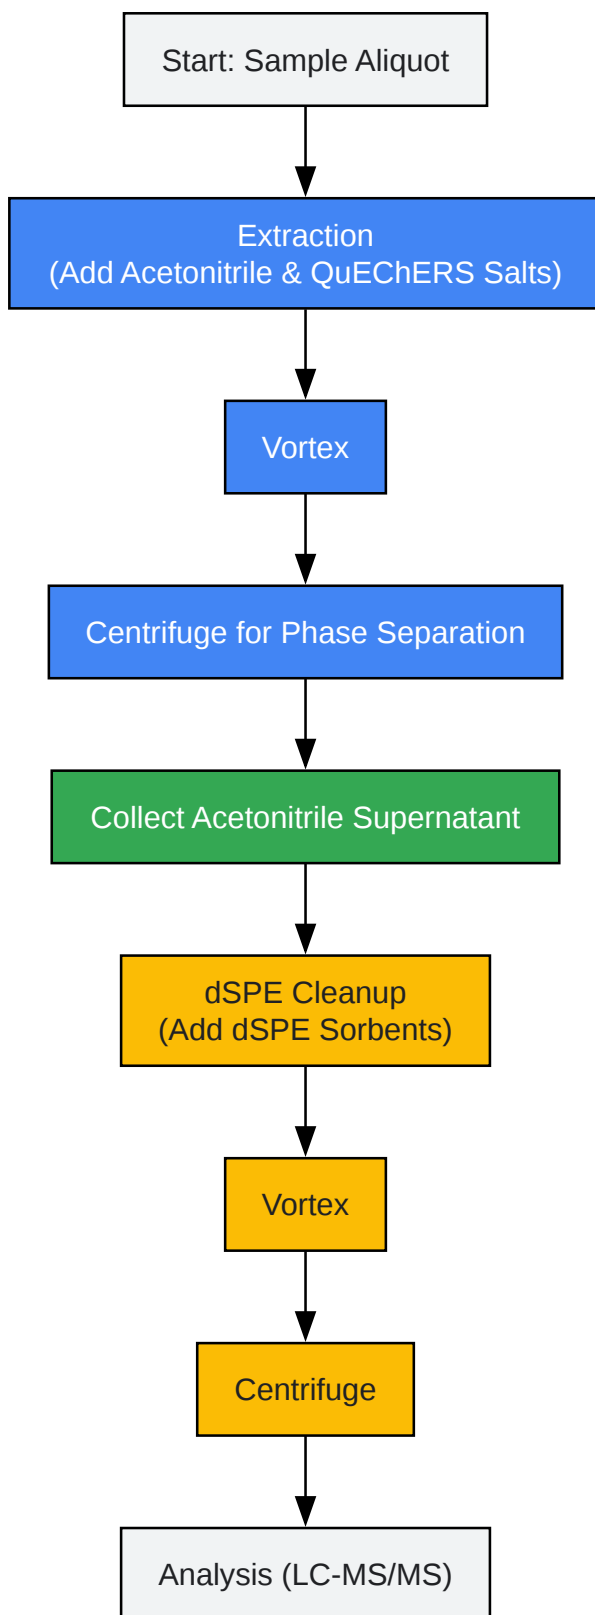 Start: Sample Aliquot
Extraction
(Add Acetonitrile & QuEChERS Salts)
Vortex
Centrifuge for Phase Separation
Collect Acetonitrile Supernatant
dSPE Cleanup
(Add dSPE Sorbents)
Vortex
Centrifuge
Analysis (LC-MS/MS)